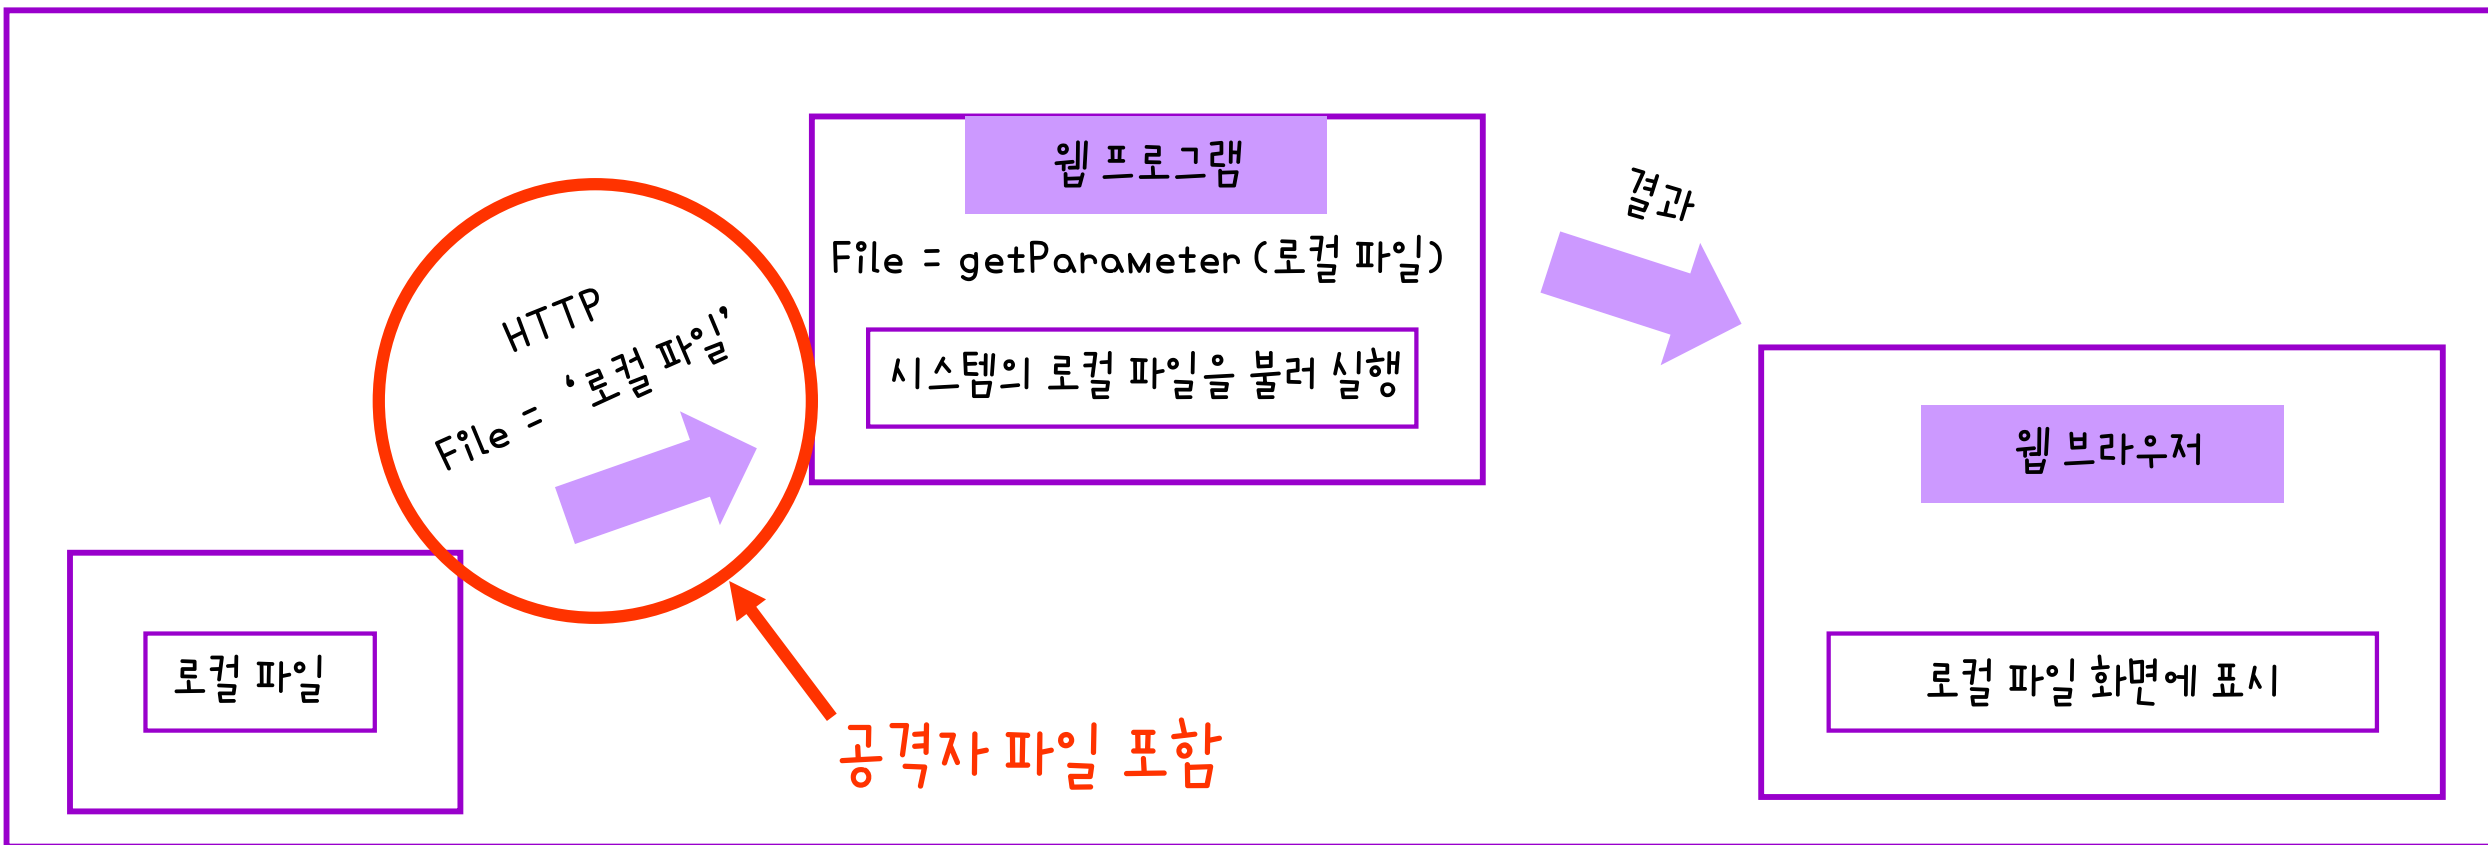 웹 프로그램
File = getParameter (로컬 파일)
시스템의 로컬 파일을 불러 실행
HTTP
File = ‘로컬 파일’
로컬 파일
공격자 파일 포함
결과
웹 브라우저
로컬 파일 화면에 표시